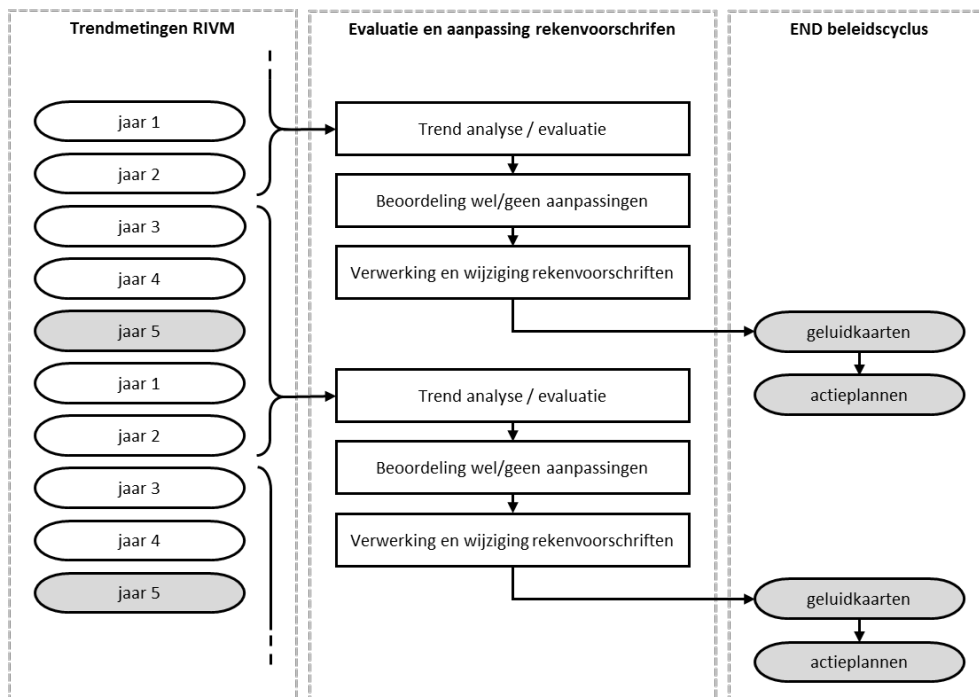 Trendmetingen RIVM
jaar 1
jaar 2
jaar 3
jaar 4
jaar 5
jaar 1
jaar 2
jaar 3
jaar 4
jaar 5
Evaluatie en aanpassing rekenvoorschrifen
Trend analyse / evaluatie
Beoordeling wel/geen aanpassingen
Verwerking en wijziging rekenvoorschriften
Trend analyse / evaluatie
Beoordeling wel/geen aanpassingen
Verwerking en wijziging rekenvoorschriften
END beleidscyclus
geluidkaarten
actieplannen
geluidkaarten
actieplannen